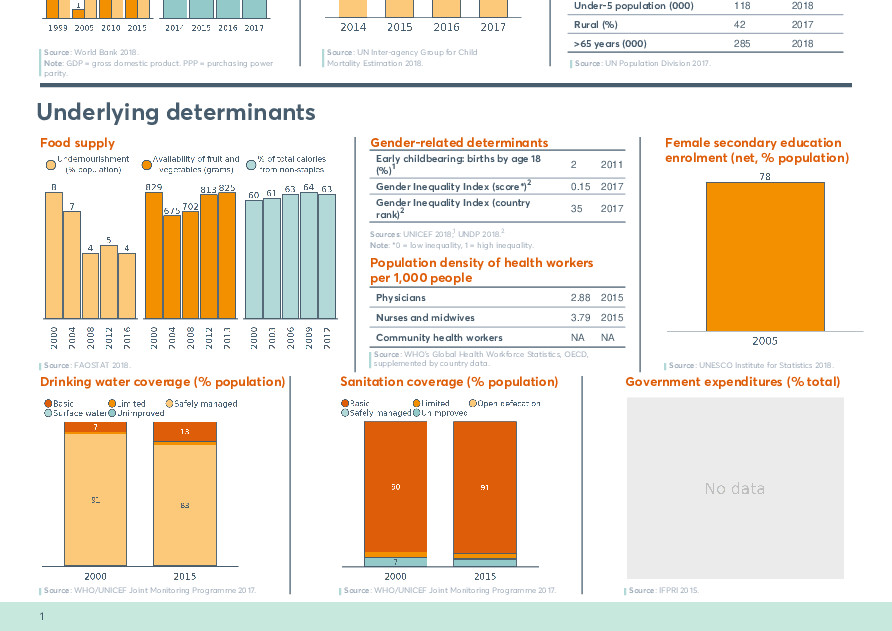 1
1999 2005 2010 2015
2014 2015 2016 2017
Source: World Bank 2018.
Note: GDP = gross domestic product. PPP = purchasing power
parity.
2014 2015 2016 2017
Source: UN Inter-agency Group for Child
Mortality Estimation 2018.
Under-5 population (000) 118 2018
Rural (%) 42 2017
>65 years (000) 285 2018
Source: UN Population Division 2017.
Underlying determinants
Food supply
Undernourishment
(% population)
Availability of fruit and
vegetables (grams)
% of total calories
from non-staples
8 7 4 5 4
2000 2004 2008 2012 2016
829 675 702 813 825
2000 2004 2008 2012
60 61 63 64 63
2000 2006 2009
Source: FAOSTAT 2018.
Gender-related determinants
Early childbearing: births by age 18
(%)1 2 2011
Gender Inequality Index (score*)2 0.15 2017
Gender Inequality Index (country
rank)2 35 2017
Sources: UNICEF 2018,1 UNDP 2018.2
Note: *0 = low inequality, 1 = high inequality.
Population density of health workers
per 1,000 people
Physicians 2.88 2015
Nurses and midwives 3.79 2015
Community health workers NA NA
Source: WHO's Global Health Workforce Statistics, OECD,
supplemented by country data.
Female secondary education
enrolment (net, % population)
78
2005
Source: UNESCO Institute for Statistics 2018.
Drinking water coverage (% population)
Basic Limited Safely managed
Surface water Unimproved
7
91
83
2000 2015
Source: WHO/UNICEF Joint Monitoring Programme 2017.
Sanitation coverage (% population)
Basic Limited Open defecation
Safely managed Unimproved
90
7
91
2000 2015
Source: WHO/UNICEF Joint Monitoring Programme 2017.
Government expenditures (% total)
No data
Source: IFPRI 2015.
1